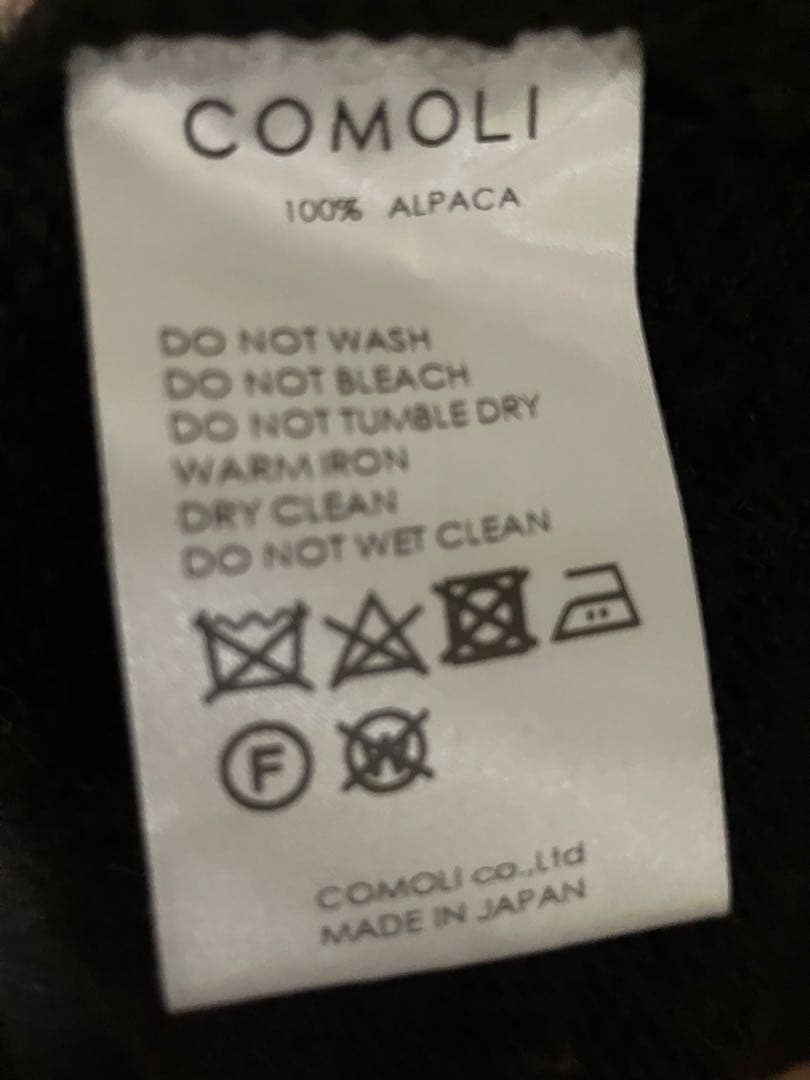 COMOLI
100% ALPACA
DO NOT WASH
DO NOT BLEACH
DO NOT TUMBLE DRY
WARM IRON
DRY CLEAN
DO NOT WET CLEAN
F W
COMOLI co.,Ltd
MADE IN JAPAN